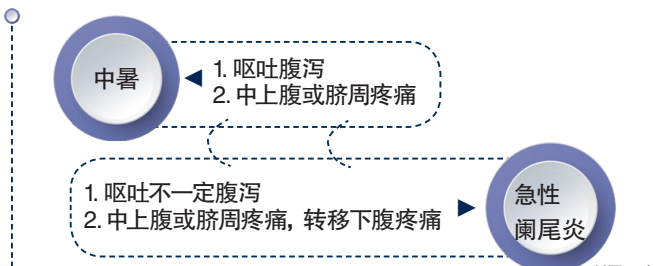 中暑
1. 呕吐腹泻
2. 中上腹或脐周疼痛
1. 呕吐不一定腹泻
2. 中上腹或脐周疼痛, 转移下腹疼痛
急性
阑尾炎